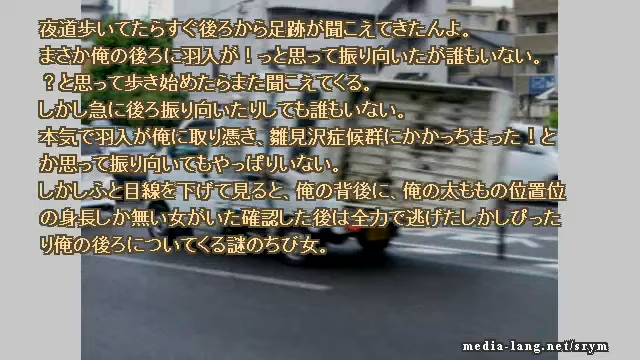 夜道歩いてたらすぐ後ろから足跡が聞こえてきたんよ。
まさか俺の後ろに羽入が！っと思って振り向いたが誰もいない。
？と思って歩き始めたらまた聞こえてくる。
しかし急に後ろ振り向いたりしても誰もいない。
本気で羽入が俺に取り憑き、雛見沢症候群にかかっちまった！と
か思って振り向いてもやっぱりいない。
しかしふと目線を下げて見ると、俺の背後に、俺の太ももの位置位
の身長しか無い女がいた確認した後は全力で逃げたしかしぴった
り俺の後ろについてくる謎のちび女。
media-lang.net/srym